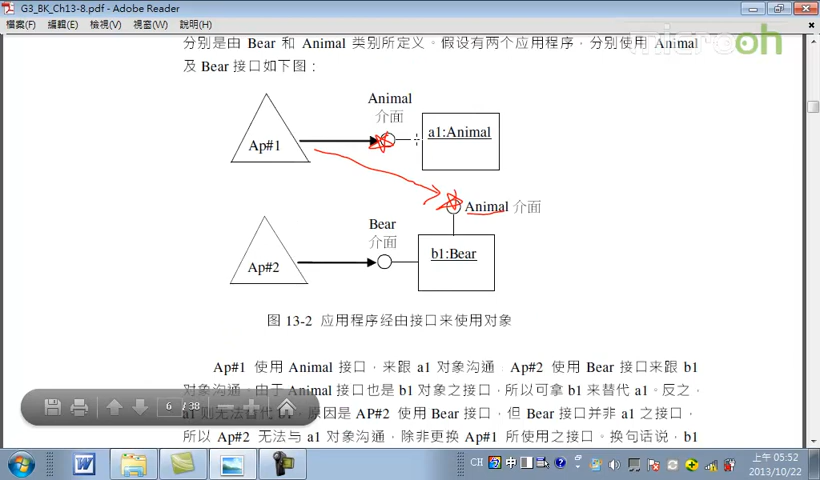 G3_BK_Ch13-8.pdf - Adobe Reader
檔案(F) 編輯(E) 檢視(V) 視窗(W) 說明(H)
microoh
分别是由 Bear 和 Animal 类别所定义。假设有两个应用程序，分别使用 Animal
及 Bear 接口如下图：
Animal
介面
Ap#1
a1:Animal
Animal 介面
Bear
介面
Ap#2
b1:Bear
图 13-2 应用程序经由接口来使用对象
Ap#1 使用 Animal 接口，来跟 a1 对象沟通 Ap#2 使用 Bear 接口来跟 b1
对象沟通，由于 Animal 接口也是 b1 对象之接口，所以可拿 b1 来替代 a1。反之，
a1 则无法替代 原因是 AP#2 使用 Bear 接口，但 Bear 接口并非 a1 之接口，
6 / 38
所以 Ap#2 无法与 a1 对象沟通，除非更换 Ap#1 所使用之接口。换句话说，b1
CH 中
上午 05:52
2013/10/22